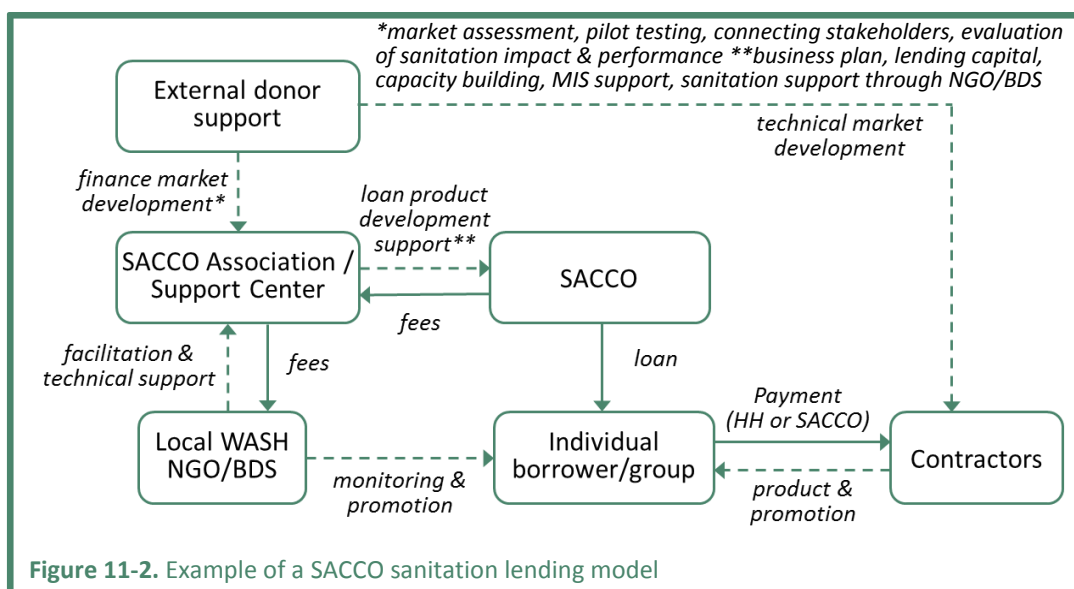 *market assessment, pilot testing, connecting stakeholders, evaluation
of sanitation impact & performance **business plan, lending capital,
capacity building, MIS support, sanitation support through NGO/BDS
External donor
support
technical market
development
finance market
development*
loan product
development
support**
SACCO Association /
Support Center
SACCO
fees
facilitation &
technical support
fees
loan
Payment
(HH or SACCO)
Local WASH
NGO/BDS
monitoring &
promotion
Individual
borrower/group
product &
promotion
Contractors
Figure 11-2. Example of a SACCO sanitation lending model